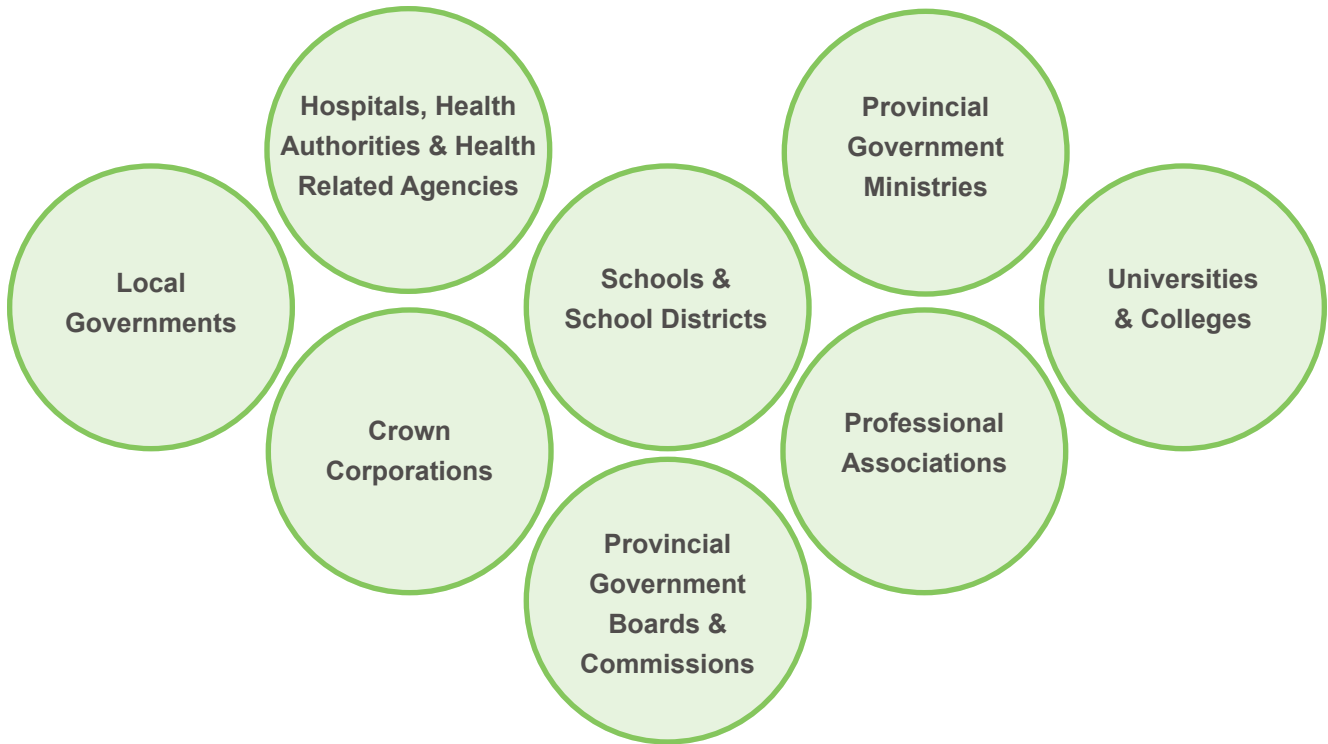 Hospitals, Health
Authorities & Health
Related Agencies
Provincial
Government
Ministries
Local
Governments
Schools &
School Districts
Universities
& Colleges
Crown
Corporations
Professional
Associations
Provincial
Government
Boards &
Commissions